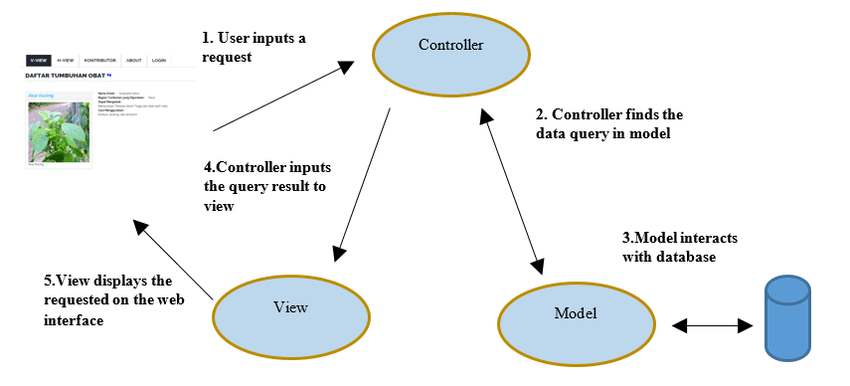 1. User inputs a
request
Controller
V-VIEW H-VIEW KONTRIBUTOR ABOUT LOGIN
DAFTAR TUMBUHAN OBAT
2. Controller finds the
data query in model
4.Controller inputs
the query result to
view
3.Model interacts
with database
5.View displays the
requested on the web
interface
View
Model